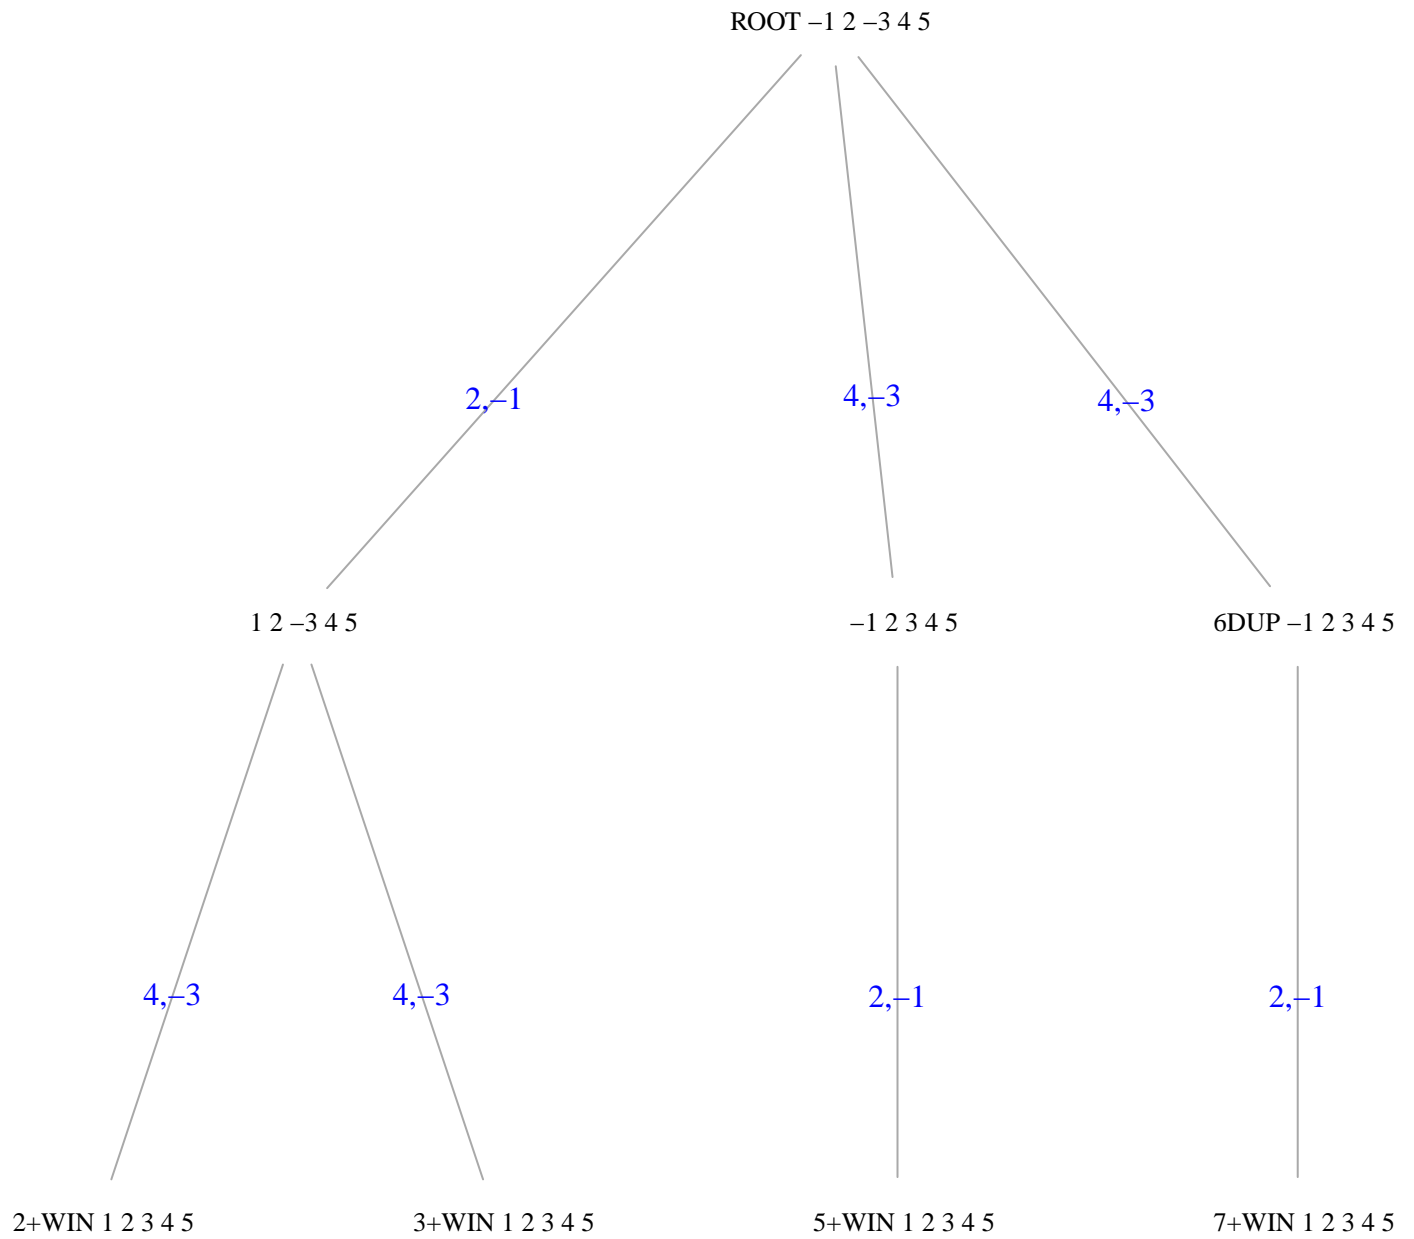 ROOT –1 2 –3 4 5
2,–1
4,–3
4,–3
1 2 –3 4 5
–1 2 3 4 5
6DUP –1 2 3 4 5
4,–3
4,–3
2,–1
2,–1
2+WIN 1 2 3 4 5
3+WIN 1 2 3 4 5
5+WIN 1 2 3 4 5
7+WIN 1 2 3 4 5